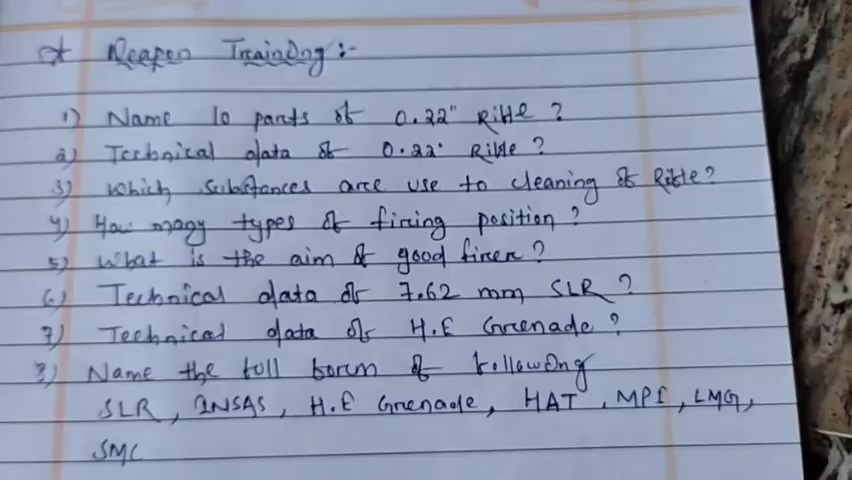 * Weapon Training :-
1) Name 10 parts of 0.22" Rifle ?
2) Technical data of 0.22" Rifle ?
3) which substances are use to cleaning of Rifle ?
4) How many types of firing position ?
5) What is the aim of good firer ?
6) Technical data of 7.62 mm SLR ?
7) Technical data of H.E Grenade ?
8) Name the full form of following
SLR, INSAS, H.E Grenade, HAT, MPI, LMG,
SMC